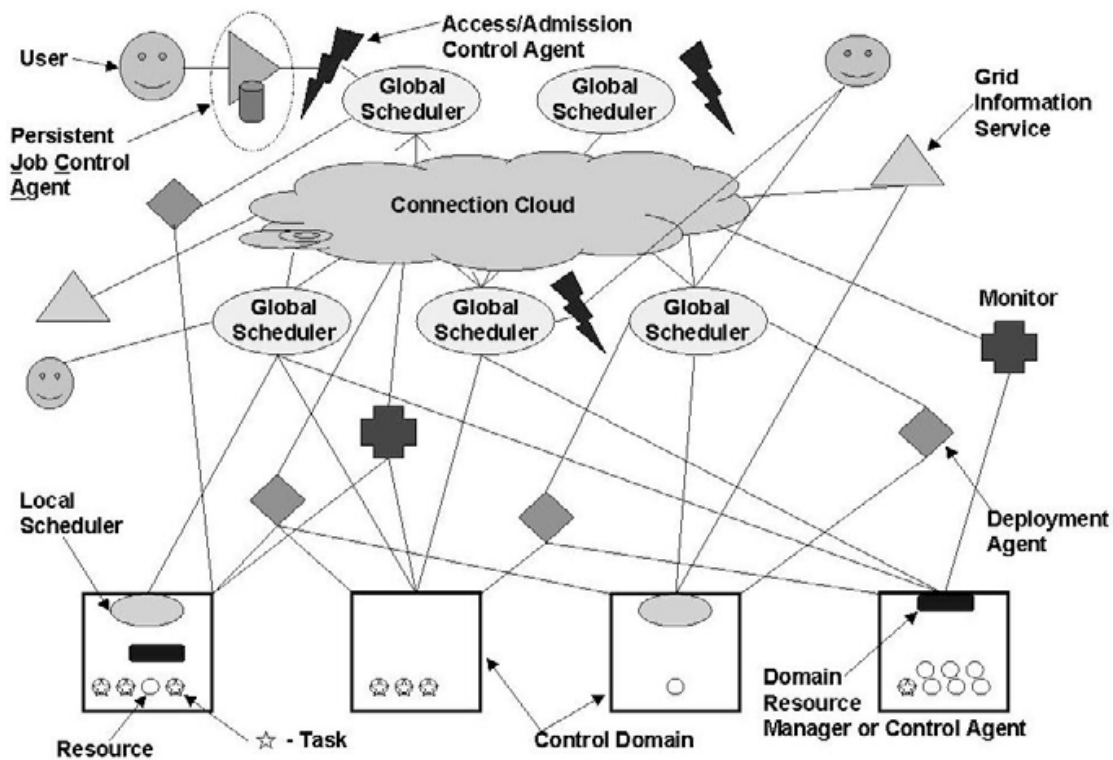 User
Access/Admission
Control Agent
Global
Scheduler
Global
Scheduler
Grid
Information
Service
Persistent
Job Control
Agent
Connection Cloud
Global
Scheduler
Global
Scheduler
Global
Scheduler
Monitor
Local
Scheduler
Deployment
Agent
Domain
Resource
Manager or Control Agent
Resource
☆ - Task
Control Domain